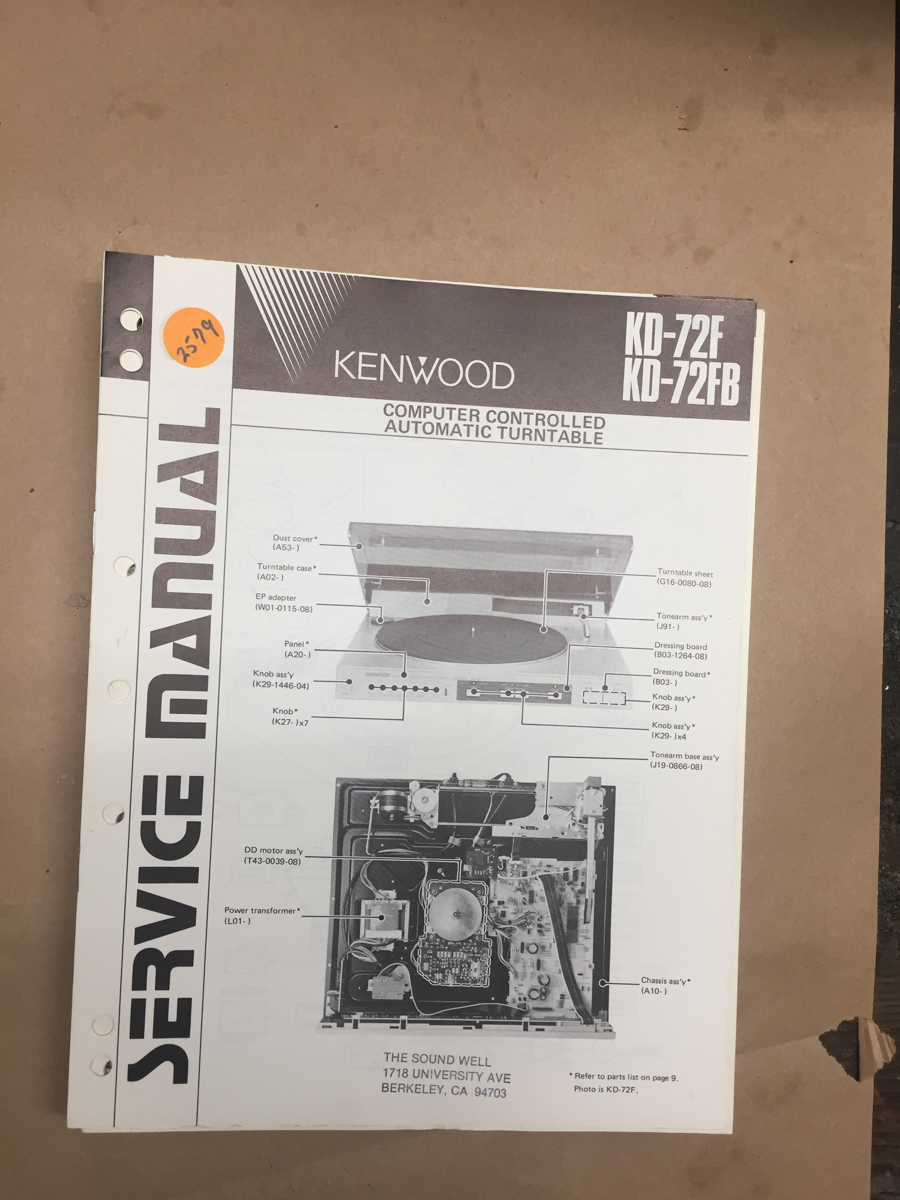 2579
SERVICE MANUAL
KENWOOD
KD-72F
KD-72FB
COMPUTER CONTROLLED
AUTOMATIC TURNTABLE
Dust cover*
(A53- )
Turntable case*
(A02- )
EP adapter
(W01-0115-08)
Panel*
(A20- )
Knob ass'y
(K29-1446-04)
Knob*
(K27- )x7
Turntable sheet
(G16-0080-08)
Tonearm ass'y*
(J91- )
Dressing board
(B03-1264-08)
Dressing board*
(B03- )
Knob ass'y*
(K29- )
Knob ass'y*
(K29- )x4
KENWOOD
Tonearm base ass'y
(J19-0866-08)
DD motor ass'y
(T43-0039-08)
Power transformer*
(L01- )
Chassis ass'y*
(A10- )
THE SOUND WELL
1718 UNIVERSITY AVE
BERKELEY, CA 94703
* Refer to parts list on page 9.
Photo is KD-72F.